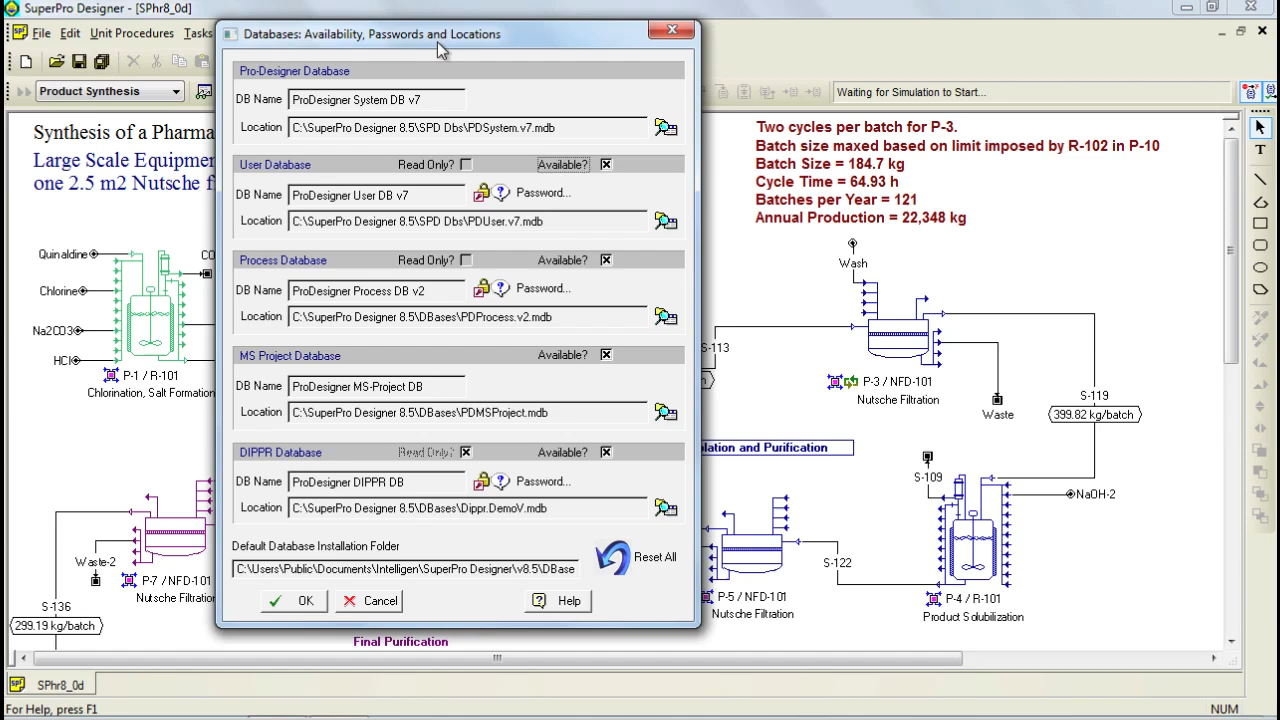 SuperPro Designer - [SPhr8_0d]
File Edit Unit Procedures Tasks
Product Synthesis
Waiting for Simulation to Start...
Databases: Availability, Passwords and Locations
Pro-Designer Database
DB Name ProDesigner System DB v7
Location C:\SuperPro Designer 8.5\SPD Dbs\PDSystem.v7.mdb
User Database Read Only? Available?
DB Name ProDesigner User DB v7 Password...
Location C:\SuperPro Designer 8.5\SPD Dbs\PDUser.v7.mdb
Process Database Read Only? Available?
DB Name ProDesigner Process DB v2 Password...
Location C:\SuperPro Designer 8.5\DBases\PDProcess.v2.mdb
MS Project Database Available?
DB Name ProDesigner MS-Project DB
Location C:\SuperPro Designer 8.5\DBases\PDMSProject.mdb
DIPPR Database Read Only? Available?
DB Name ProDesigner DIPPR DB Password...
Location C:\SuperPro Designer 8.5\DBases\Dippr.DemoV.mdb
Default Database Installation Folder
Reset All
C:\Users\Public\Documents\Intelligen\SuperPro Designer\v8.5\DBase
OK Cancel Help
Synthesis of a Pharma
Large Scale Equipme
one 2.5 m2 Nutsche f
Two cycles per batch for P-3.
Batch size maxed based on limit imposed by R-102 in P-10
Batch Size = 184.7 kg
Cycle Time = 64.93 h
Batches per Year = 121
Annual Production = 22,348 kg
Quinaldine
CO
Chlorine
Na2CO3
HCl
P-1 / R-101
Chlorination, Salt Formation
Wash
S-113
P-3 / NFD-101
Nutsche Filtration
Waste
S-119
399.82 kg/batch
olation and Purification
S-109
NaOH-2
S-122
P-5 / NFD-101
Nutsche Filtration
P-4 / R-101
Product Solubilization
Waste-2
P-7 / NFD-101
Nutsche Filtration
S-136
299.19 kg/batch
Final Purification
SPhr8_0d
For Help, press F1
NUM